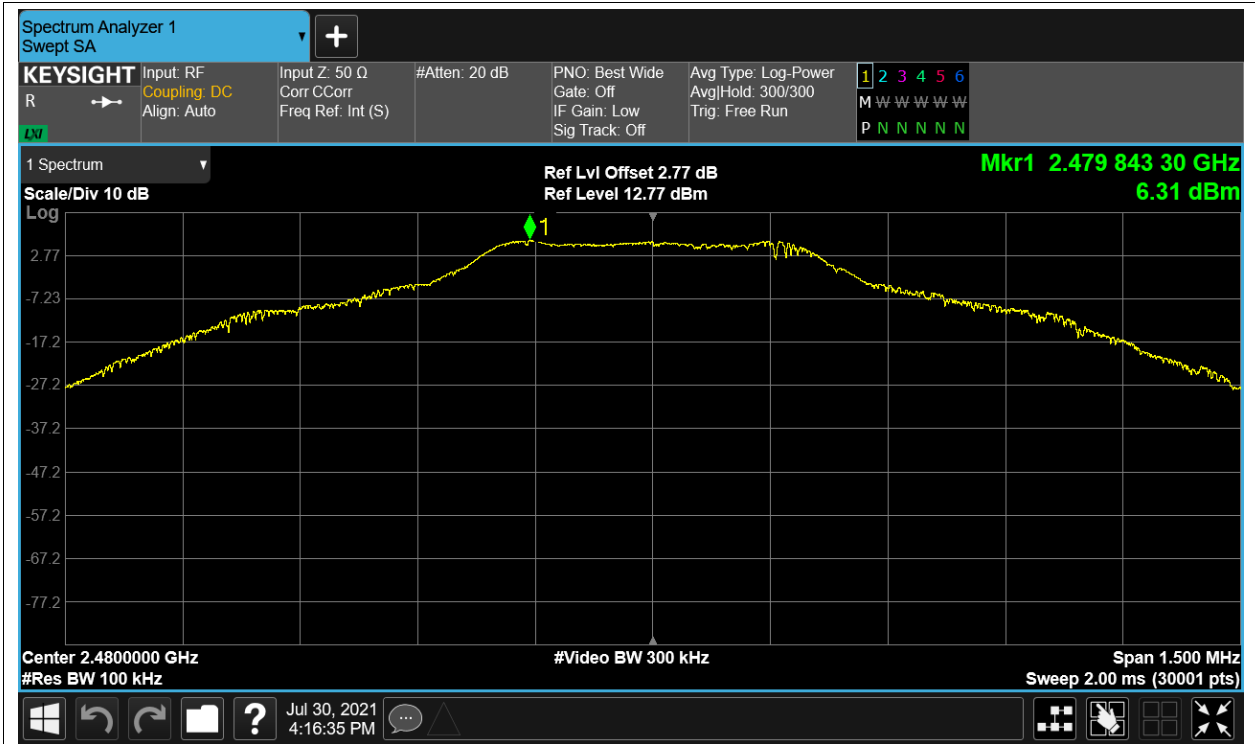 Spectrum Analyzer 1
Swept SA
KEYSIGHT
R
LXI
Input: RF
Coupling: DC
Align: Auto
Input Z: 50 Ω
Corr CCorr
Freq Ref: Int (S)
#Atten: 20 dB
PNO: Best Wide
Gate: Off
IF Gain: Low
Sig Track: Off
Avg Type: Log-Power
Avg|Hold: 300/300
Trig: Free Run
1 2 3 4 5 6
M W W W W W
P N N N N N
1 Spectrum
Scale/Div 10 dB
Log
Ref Lvl Offset 2.77 dB
Ref Level 12.77 dBm
Mkr1 2.479 843 30 GHz
6.31 dBm
1
2.77
-7.23
-17.2
-27.2
-37.2
-47.2
-57.2
-67.2
-77.2
Center 2.4800000 GHz
#Video BW 300 kHz
Span 1.500 MHz
#Res BW 100 kHz
Sweep 2.00 ms (30001 pts)
?
Jul 30, 2021
4:16:35 PM